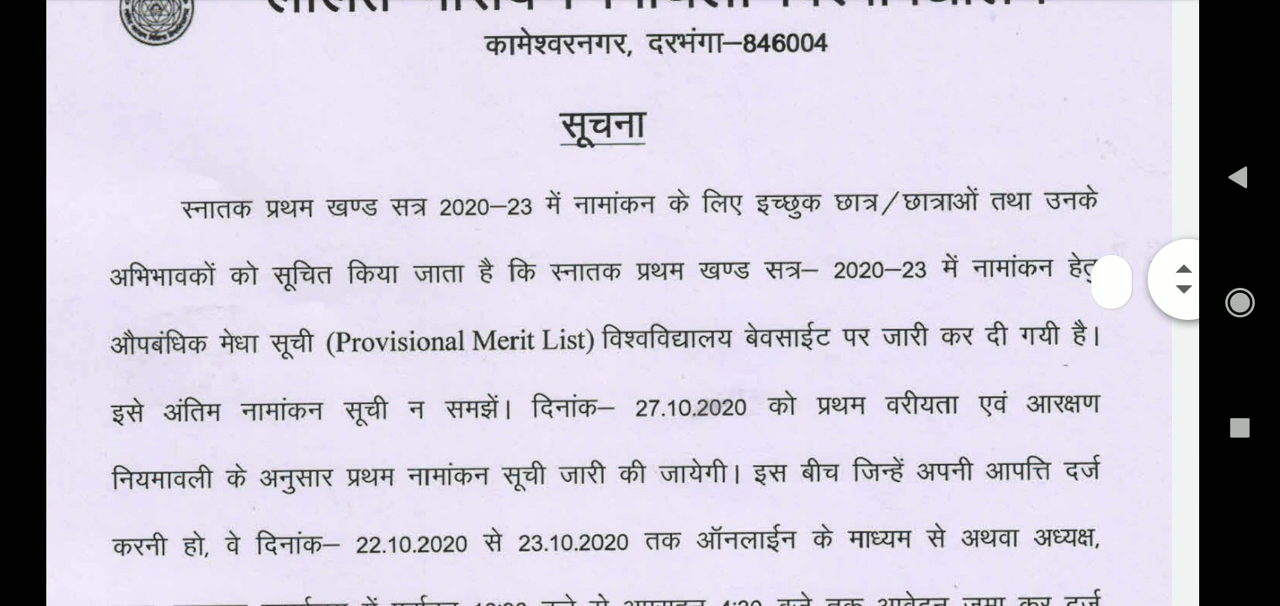 कामेश्वरनगर, दरभंगा–846004
सूचना
स्नातक प्रथम खण्ड सत्र 2020–23 में नामांकन के लिए इच्छुक छात्र/छात्राओं तथा उनके
अभिभावकों को सूचित किया जाता है कि स्नातक प्रथम खण्ड सत्र– 2020–23 में नामांकन हेतु
औपबंधिक मेधा सूची (Provisional Merit List) विश्वविद्यालय बेवसाईट पर जारी कर दी गयी है।
इसे अंतिम नामांकन सूची न समझें। दिनांक– 27.10.2020 को प्रथम वरीयता एवं आरक्षण
नियमावली के अनुसार प्रथम नामांकन सूची जारी की जायेगी। इस बीच जिन्हें अपनी आपत्ति दर्ज
करनी हो, वे दिनांक– 22.10.2020 से 23.10.2020 तक ऑनलाईन के माध्यम से अथवा अध्यक्ष,